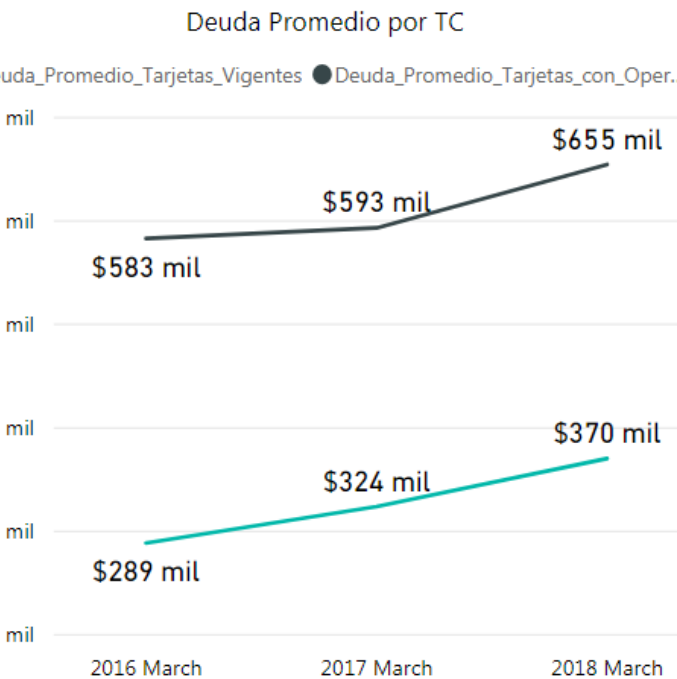 Deuda Promedio por TC
uda_Promedio_Tarjetas_Vigentes Deuda_Promedio_Tarjetas_con_Oper..
mil
$655 mil
$593 mil
mil
$583 mil
mil
mil
$370 mil
$324 mil
mil
$289 mil
mil
2016 March 2017 March 2018 March